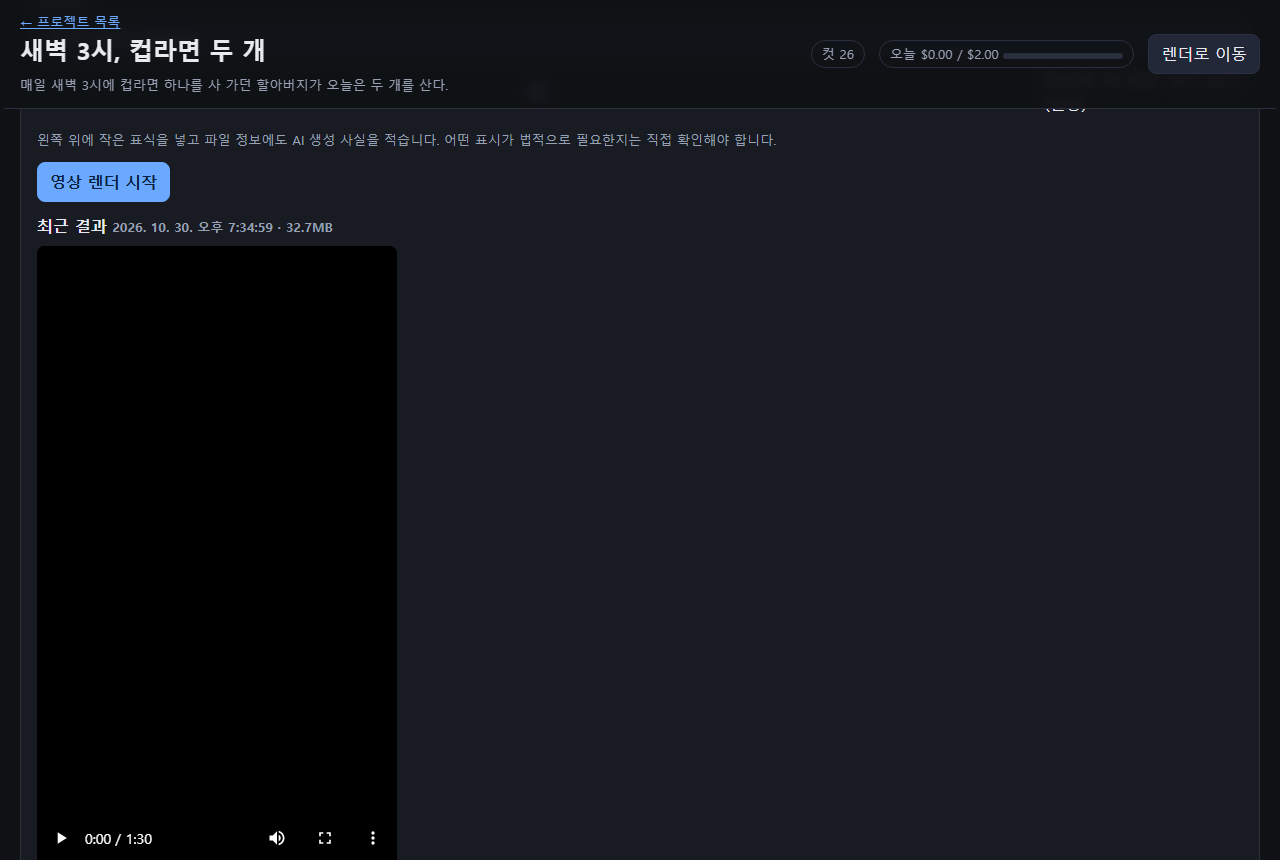 ← 프로젝트 목록
새벽 3시, 컵라면 두 개
매일 새벽 3시에 컵라면 하나를 사 가던 할아버지가 오늘은 두 개를 산다.
컷 26
오늘 $0.00 / $2.00
렌더로 이동
왼쪽 위에 작은 표식을 넣고 파일 정보에도 AI 생성 사실을 적습니다. 어떤 표시가 법적으로 필요한지는 직접 확인해야 합니다.
영상 렌더 시작
최근 결과 2026. 10. 30. 오후 7:34:59 · 32.7MB
0:00 / 1:30